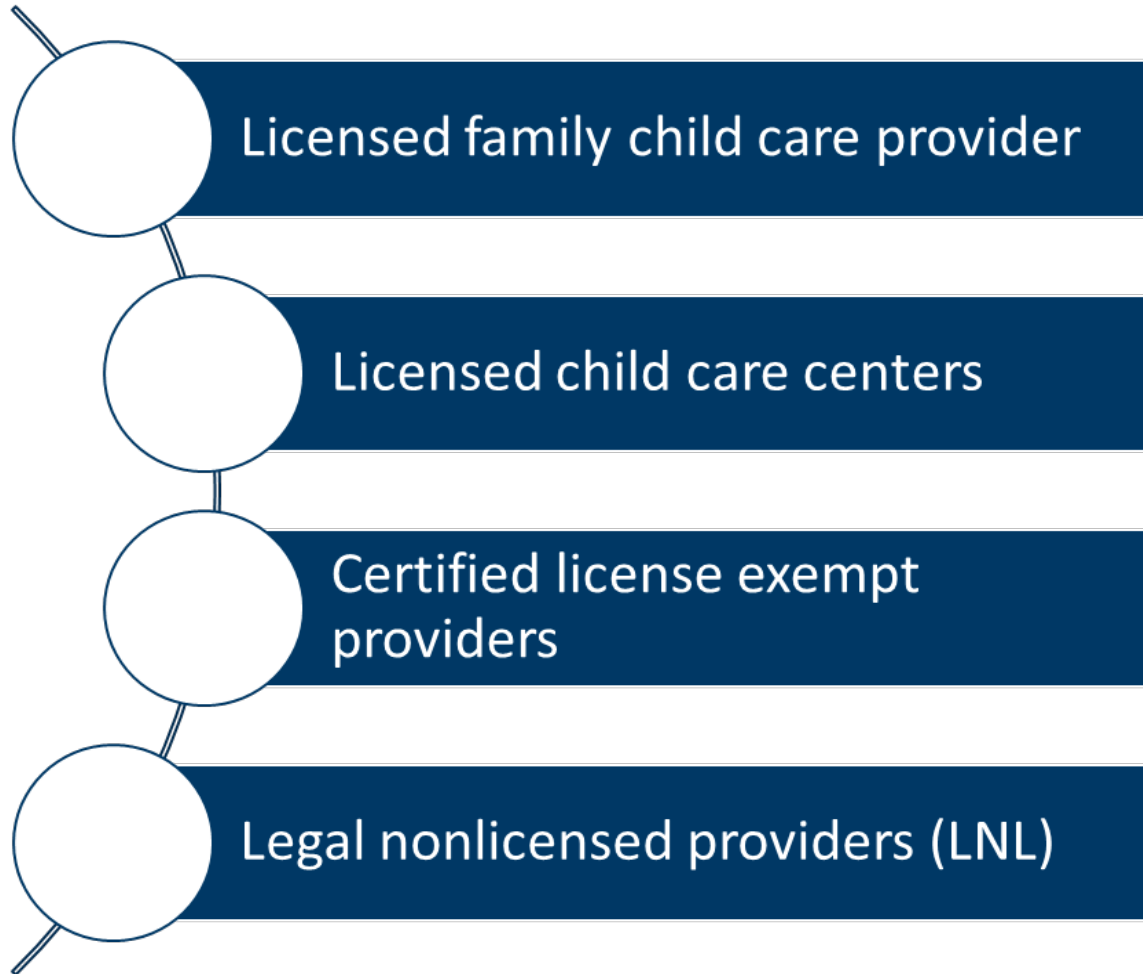 Licensed family child care provider
Licensed child care centers
Certified license exempt
providers
Legal nonlicensed providers (LNL)